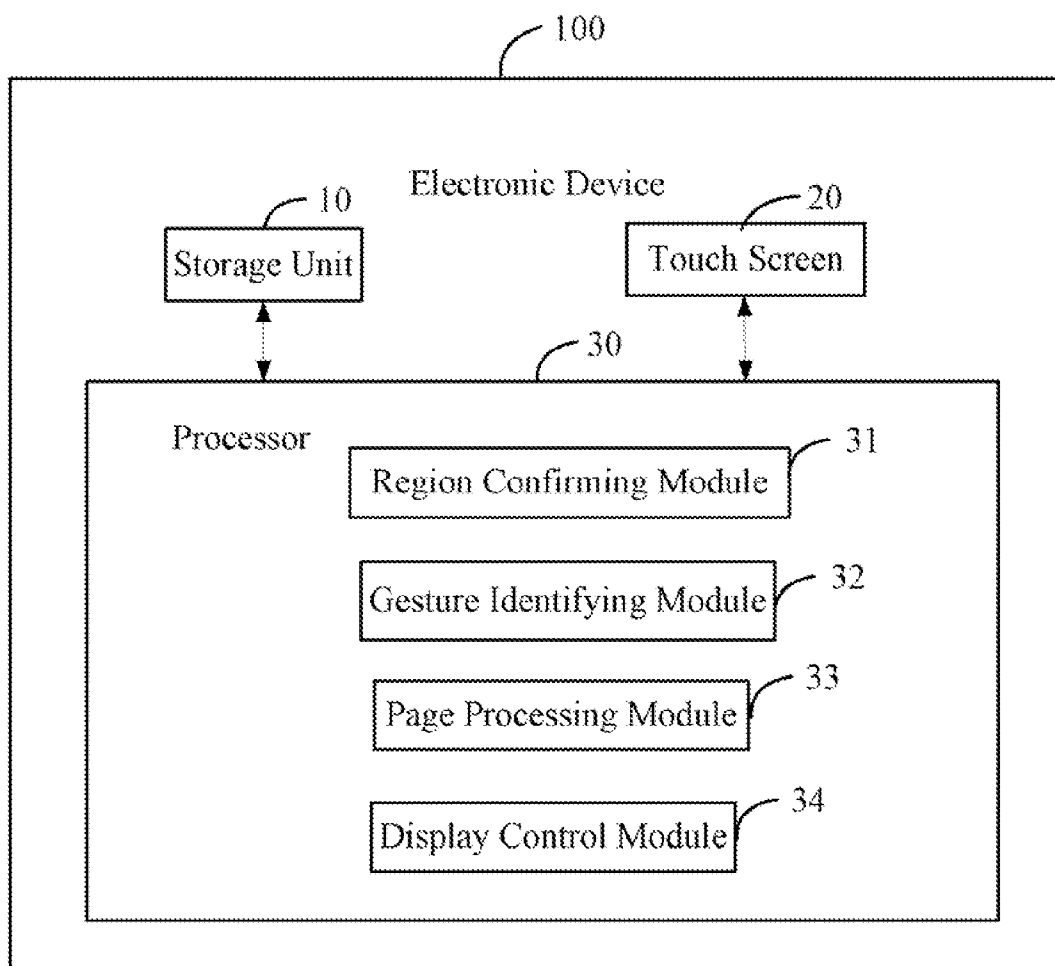 100
Electronic Device
10
20
Storage Unit
Touch Screen
30
Processor
31
Region Confirming Module
32
Gesture Identifying Module
33
Page Processing Module
34
Display Control Module